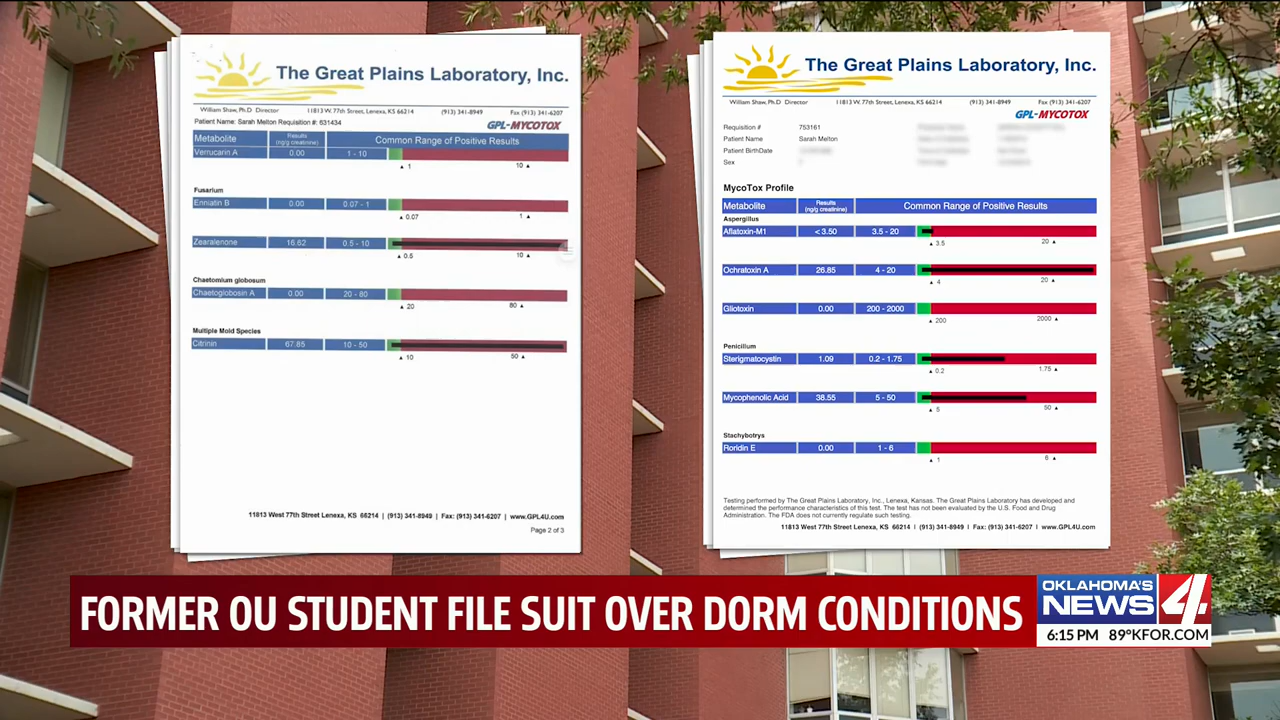 The Great Plains Laboratory, Inc.
William Shaw, Ph.D Director 11813 W. 77th Street, Lenexa, KS 66214 (913) 341-8949 Fax (913) 341-6207
Patient Name: Sarah Melton Requisition #: 631434
GPL-MYCOTOX
Metabolite Results (ng/g creatinine) Common Range of Positive Results
Verrucarin A 0.00 1 - 10
▲ 1 10 ▲
Fusarium
Enniatin B 0.00 0.07 - 1
▲ 0.07 1 ▲
Zearalenone 16.62 0.5 - 10
▲ 0.5 10 ▲
Chaetomium globosum
Chaetoglobosin A 0.00 20 - 80
▲ 20 80 ▲
Multiple Mold Species
Citrinin 67.85 10 - 50
▲ 10 50 ▲
11813 West 77th Street Lenexa, KS 66214 | (913) 341-8949 | Fax: (913) 341-6207 | www.GPL4U.com
Page 2 of 3
The Great Plains Laboratory, Inc.
William Shaw, Ph.D Director 11813 W. 77th Street, Lenexa, KS 66214 (913) 341-8949 Fax (913) 341-6207
GPL-MYCOTOX
Requisition # 753161
Patient Name Sarah Melton
Patient BirthDate
Sex
MycoTox Profile
Metabolite Results (ng/g creatinine) Common Range of Positive Results
Aspergillus
Aflatoxin-M1 <3.50 3.5 - 20
▲ 3.5 20 ▲
Ochratoxin A 26.85 4 - 20
▲ 4 20 ▲
Gliotoxin 0.00 200 - 2000
▲ 200 2000 ▲
Penicillum
Sterigmatocystin 1.09 0.2 - 1.75
▲ 0.2 1.75 ▲
Mycophenolic Acid 38.55 5 - 50
▲ 5 50 ▲
Stachybotrys
Roridin E 0.00 1 - 6
▲ 1 6 ▲
Testing performed by The Great Plains Laboratory, Inc., Lenexa, Kansas. The Great Plains Laboratory has developed and
determined the performance characteristics of this test. The test has not been evaluated by the U.S. Food and Drug
Administration. The FDA does not currently regulate such testing.
11813 West 77th Street Lenexa, KS 66214 | (913) 341-8949 | Fax: (913) 341-6207 | www.GPL4U.com
FORMER OU STUDENT FILE SUIT OVER DORM CONDITIONS
OKLAHOMA'S
NEWS 4
6:15 PM 89° KFOR.COM